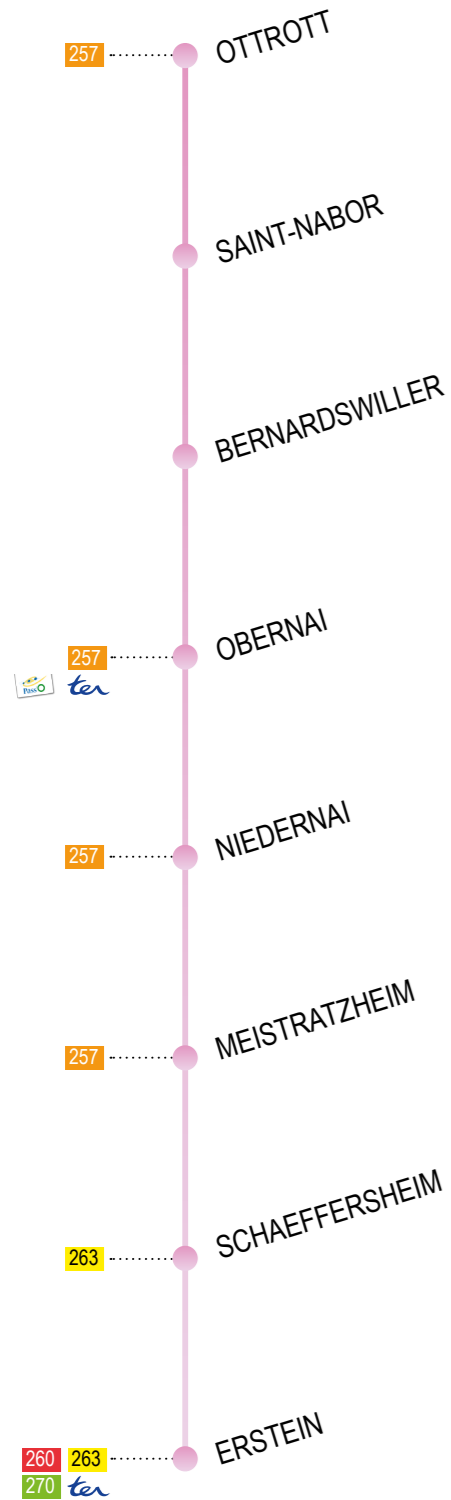 257 OTTROTT
SAINT-NABOR
BERNARDSWILLER
257 OBERNAI
Pass O ter
257 NIEDERNAI
257 MEISTRATZHEIM
263 SCHAEFFERSHEIM
260 263 ERSTEIN
270 ter